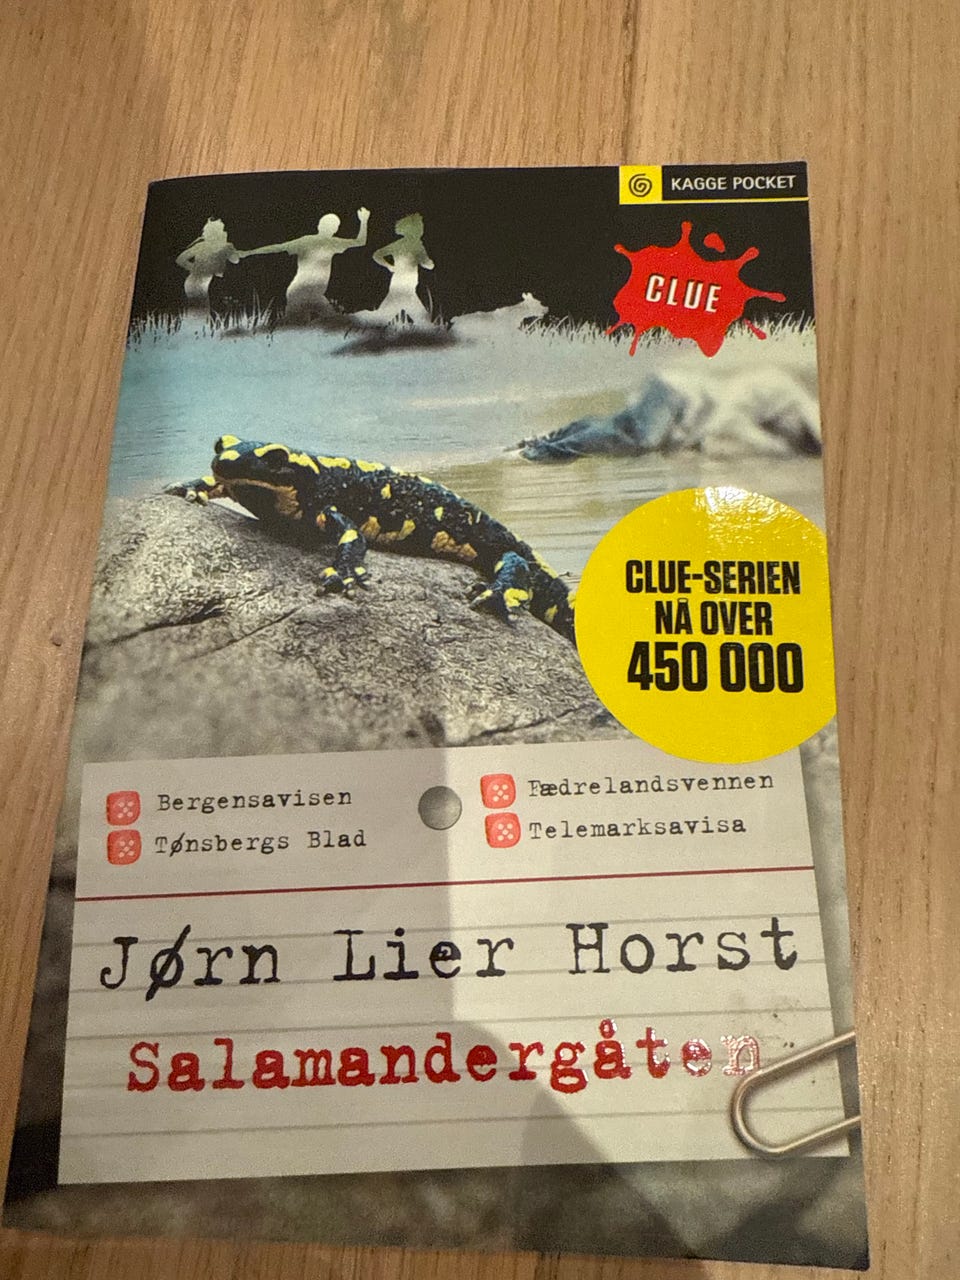 KAGGE POCKET
CLUE
CLUE-SERIEN
NÅ OVER
450 000
Bergensavisen
Tønsbergs Blad
Fædrelandsvennen
Telemarksavisa
Jørn Lier Horst
Salamandergåten